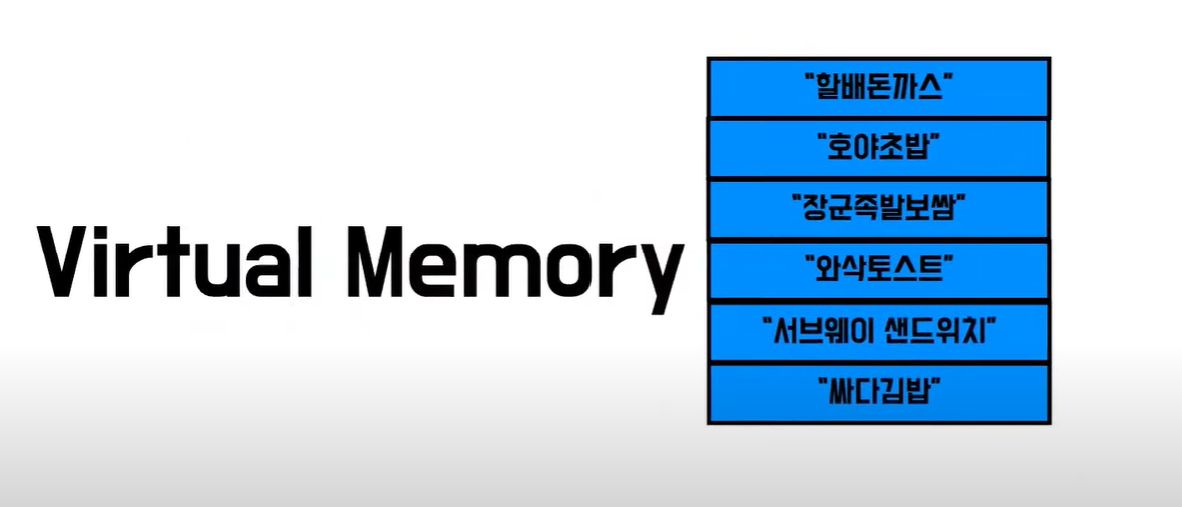 Virtual Memory
"할배돈까스"
"호야초밥"
"장군족발보쌈"
"와삭토스트"
"서브웨이 샌드위치"
"싸다김밥"